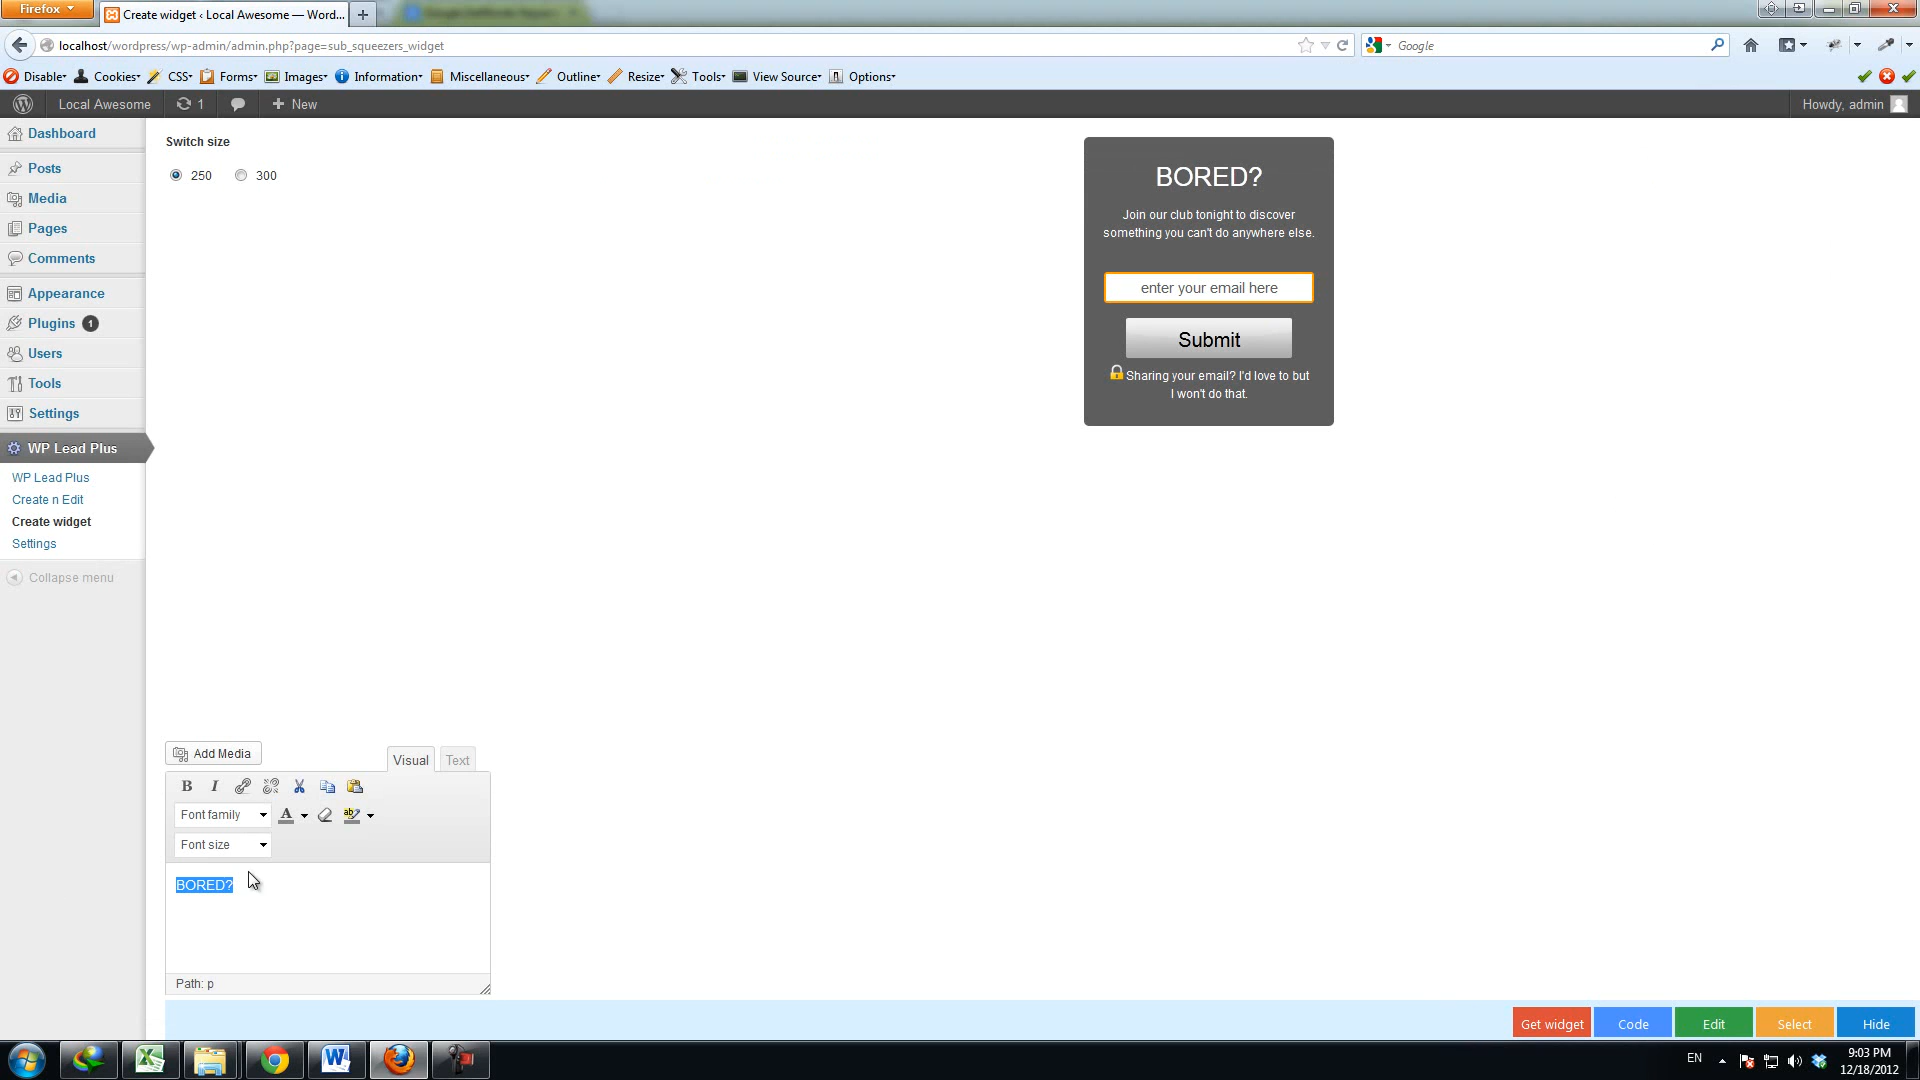 Firefox
Create widget ‹ Local Awesome — Word...
localhost/wordpress/wp-admin/admin.php?page=sub_squeezers_widget
Google
Disable Cookies CSS Forms Images Information Miscellaneous Outline Resize Tools View Source Options
Local Awesome 1 New Howdy, admin
Dashboard
Posts
Media
Pages
Comments
Appearance
Plugins 1
Users
Tools
Settings
WP Lead Plus
WP Lead Plus
Create n Edit
Create widget
Settings
Collapse menu
Switch size
250 300
BORED?
Join our club tonight to discover
something you can't do anywhere else.
enter your email here
Submit
Sharing your email? I'd love to but
I won't do that.
Add Media Visual Text
B I
Font family A ab
Font size
BORED?
Path: p
Get widget Code Edit Select Hide
EN 9:03 PM
12/18/2012